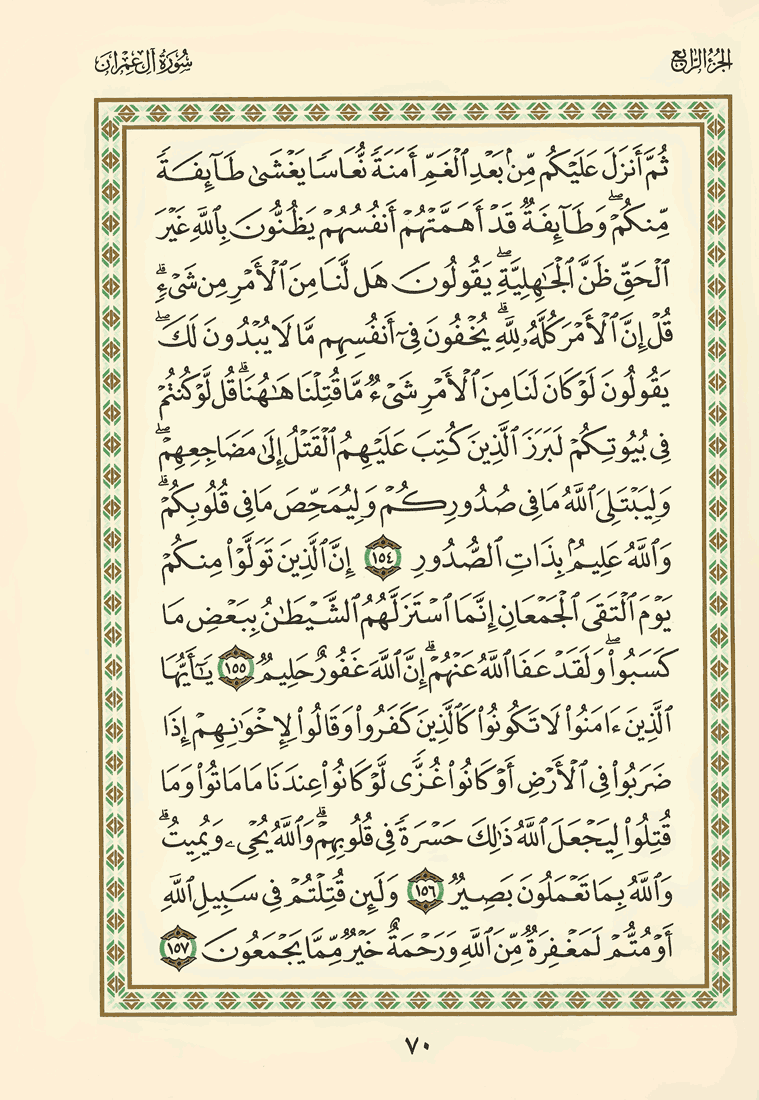 الجزء الرابع
سورة آل عمران
ثُمَّ أَنزَلَ عَلَيْكُم مِّنۢ بَعْدِ ٱلْغَمِّ أَمَنَةً نُّعَاسًا يَغْشَىٰ طَآئِفَةً
مِّنكُمْ ۖ وَطَآئِفَةٌ قَدْ أَهَمَّتْهُمْ أَنفُسُهُمْ يَظُنُّونَ بِٱللَّهِ غَيْرَ
ٱلْحَقِّ ظَنَّ ٱلْجَٰهِلِيَّةِ ۖ يَقُولُونَ هَل لَّنَا مِنَ ٱلْأَمْرِ مِن شَىْءٍ ۗ
قُلْ إِنَّ ٱلْأَمْرَ كُلَّهُۥ لِلَّهِ ۗ يُخْفُونَ فِىٓ أَنفُسِهِم مَّا لَا يُبْدُونَ لَكَ ۖ
يَقُولُونَ لَوْ كَانَ لَنَا مِنَ ٱلْأَمْرِ شَىْءٌ مَّا قُتِلْنَا هَٰهُنَا ۗ قُل لَّوْ كُنتُمْ
فِى بُيُوتِكُمْ لَبَرَزَ ٱلَّذِينَ كُتِبَ عَلَيْهِمُ ٱلْقَتْلُ إِلَىٰ مَضَاجِعِهِمْ ۖ
وَلِيَبْتَلِىَ ٱللَّهُ مَا فِى صُدُورِكُمْ وَلِيُمَحِّصَ مَا فِى قُلُوبِكُمْ ۗ
وَٱللَّهُ عَلِيمٌۢ بِذَاتِ ٱلصُّدُورِ ١٥٤ إِنَّ ٱلَّذِينَ تَوَلَّوْا۟ مِنكُمْ
يَوْمَ ٱلْتَقَى ٱلْجَمْعَانِ إِنَّمَا ٱسْتَزَلَّهُمُ ٱلشَّيْطَٰنُ بِبَعْضِ مَا
كَسَبُوا۟ ۖ وَلَقَدْ عَفَا ٱللَّهُ عَنْهُمْ ۗ إِنَّ ٱللَّهَ غَفُورٌ حَلِيمٌ ١٥٥ يَٰٓأَيُّهَا
ٱلَّذِينَ ءَامَنُوا۟ لَا تَكُونُوا۟ كَٱلَّذِينَ كَفَرُوا۟ وَقَالُوا۟ لِإِخْوَٰنِهِمْ إِذَا
ضَرَبُوا۟ فِى ٱلْأَرْضِ أَوْ كَانُوا۟ غُزًّى لَّوْ كَانُوا۟ عِندَنَا مَا مَاتُوا۟ وَمَا
قُتِلُوا۟ لِيَجْعَلَ ٱللَّهُ ذَٰلِكَ حَسْرَةً فِى قُلُوبِهِمْ ۗ وَٱللَّهُ يُحْىِۦ وَيُمِيتُ ۗ
وَٱللَّهُ بِمَا تَعْمَلُونَ بَصِيرٌ ١٥٦ وَلَئِن قُتِلْتُمْ فِى سَبِيلِ ٱللَّهِ
أَوْ مُتُّمْ لَمَغْفِرَةٌ مِّنَ ٱللَّهِ وَرَحْمَةٌ خَيْرٌ مِّمَّا يَجْمَعُونَ ١٥٧
٧٠